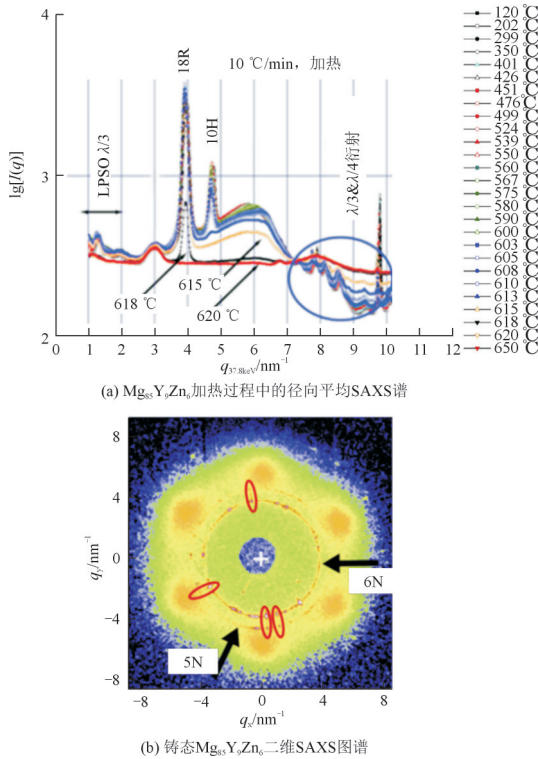 10 ℃/min，加热
18R
10H
LPSO λ/3
λ/3&λ/4衍射
618 ℃
615 ℃
620 ℃
lg[I(q)]
4
3
2
0 1 2 3 4 5 6 7 8 9 10 11 12
q37.8keV/nm⁻¹
120℃
202℃
299℃
350℃
401℃
426℃
451℃
476℃
499℃
524℃
539℃
550℃
560℃
567℃
575℃
580℃
590℃
600℃
603℃
605℃
608℃
610℃
613℃
615℃
618℃
620℃
650℃
(a) Mg₈₅Y₉Zn₆加热过程中的径向平均SAXS谱
8
4
0
−4
−8
qy/nm⁻¹
6N
5N
−8 −4 0 4 8
qx/nm⁻¹
(b) 铸态Mg₈₅Y₉Zn₆二维SAXS图谱